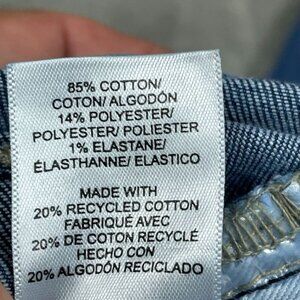 85% COTTON/
COTON/ ALGODÓN
14% POLYESTER/
POLYESTER/ POLIESTER
1% ELASTANE/
ÉLASTHANNE/ ELASTICO
MADE WITH
20% RECYCLED COTTON
FABRIQUÉ AVEC
20% DE COTON RECYCLÉ
HECHO CON
20% ALGODÓN RECICLADO